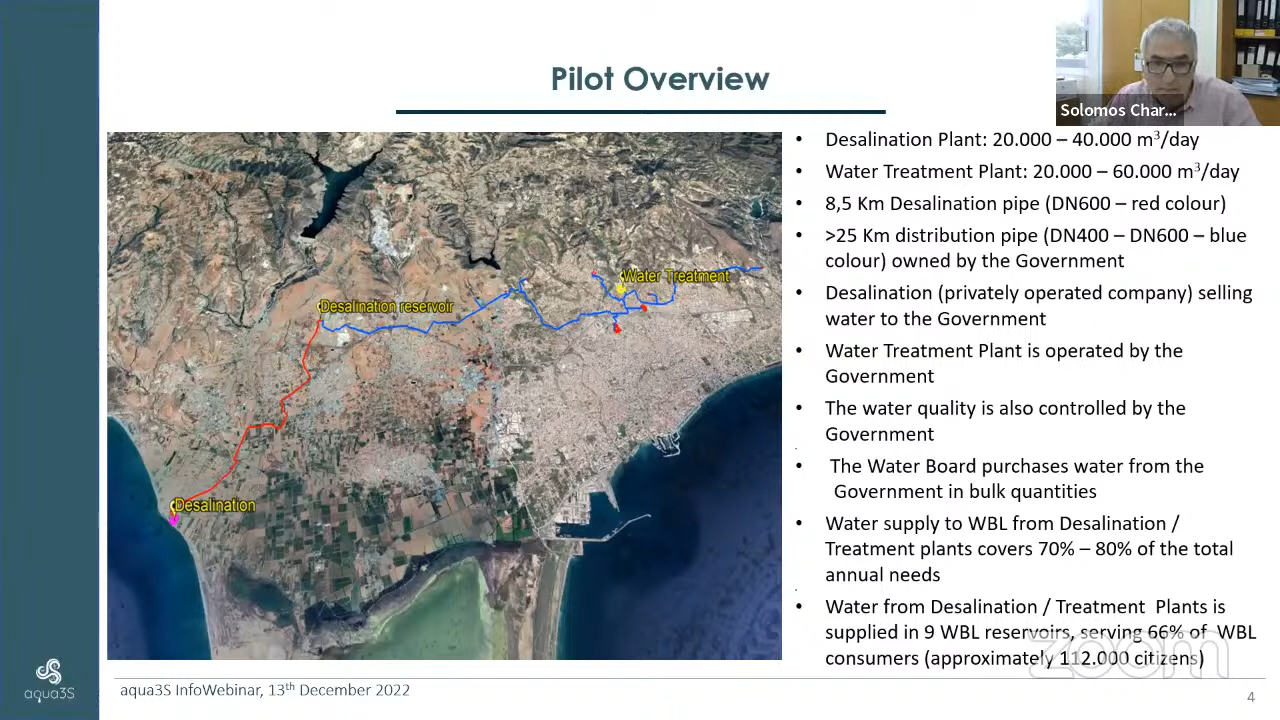 Pilot Overview
Solomos Char...
Desalination reservoir
Water Treatment
Desalination
• Desalination Plant: 20.000 – 40.000 m³/day
• Water Treatment Plant: 20.000 – 60.000 m³/day
• 8,5 Km Desalination pipe (DN600 – red colour)
• >25 Km distribution pipe (DN400 – DN600 – blue
colour) owned by the Government
• Desalination (privately operated company) selling
water to the Government
• Water Treatment Plant is operated by the
Government
• The water quality is also controlled by the
Government
• The Water Board purchases water from the
Government in bulk quantities
• Water supply to WBL from Desalination /
Treatment plants covers 70% – 80% of the total
annual needs
• Water from Desalination / Treatment Plants is
supplied in 9 WBL reservoirs, serving 66% of WBL
consumers (approximately 112.000 citizens)
zoom
aqua3S
aqua3S InfoWebinar, 13th December 2022
4